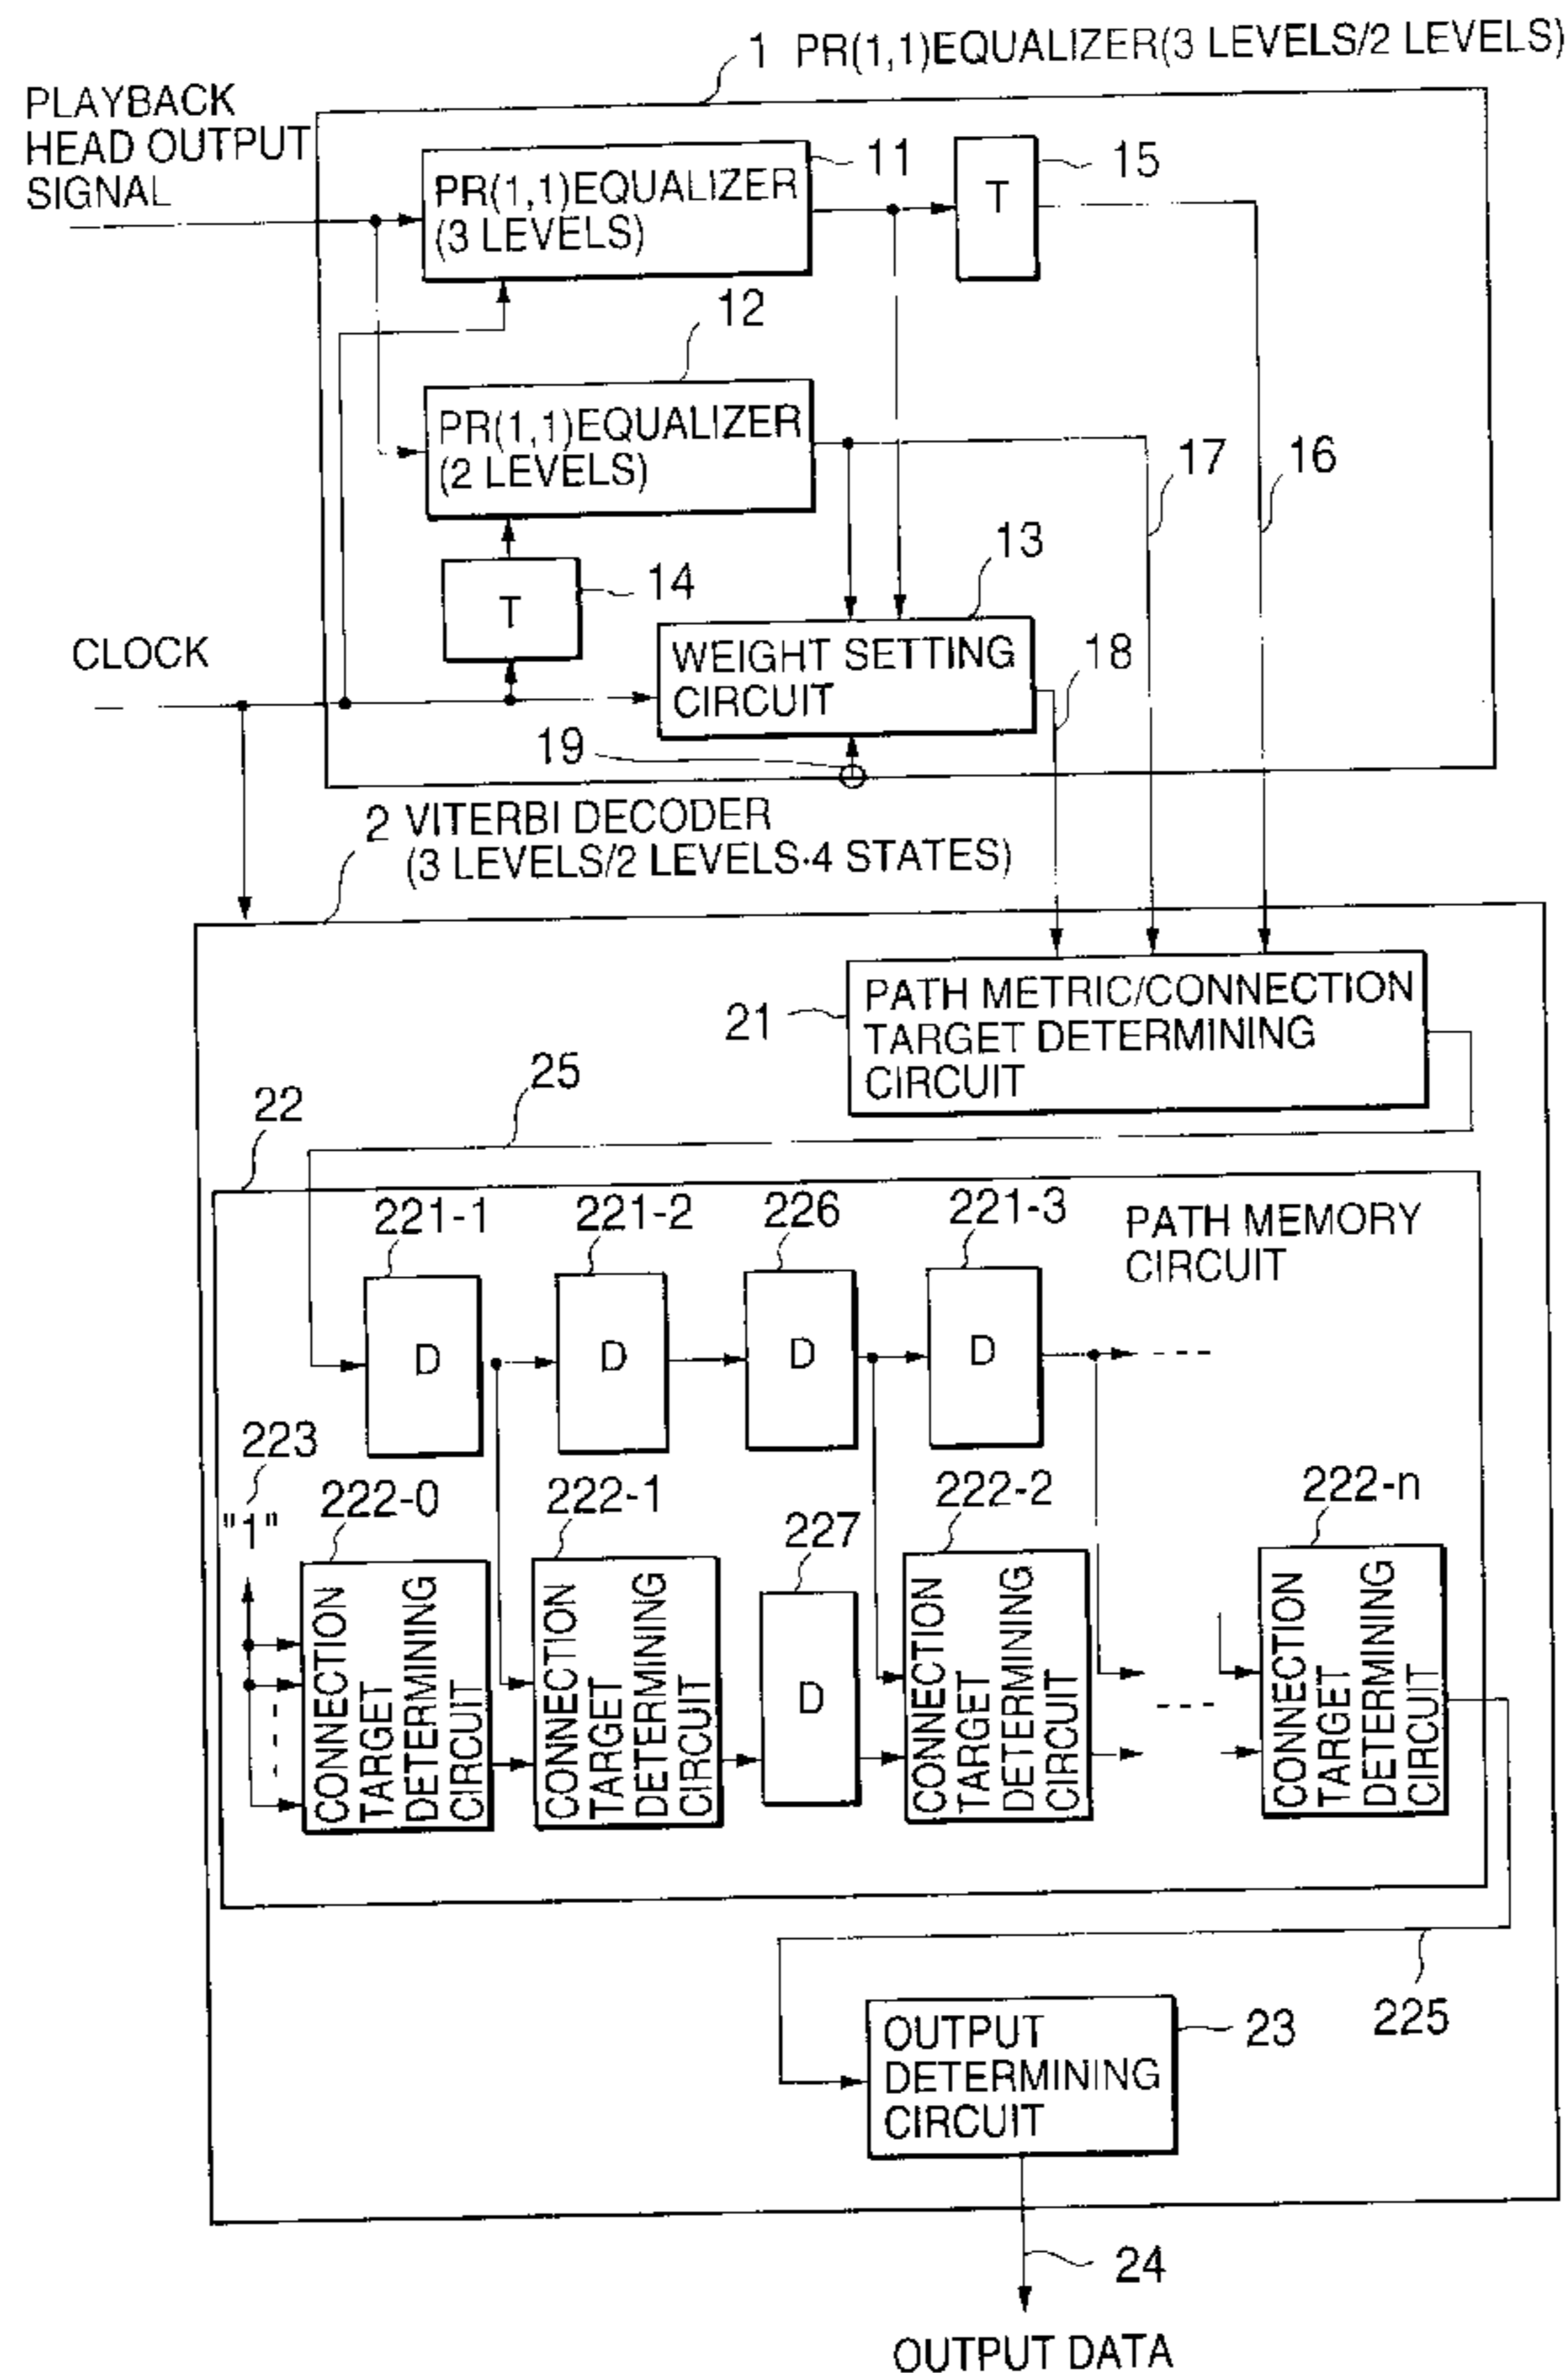 1 PR(1,1)EQUALIZER(3 LEVELS/2 LEVELS)
PLAYBACK
HEAD OUTPUT
SIGNAL
PR(1,1)EQUALIZER
(3 LEVELS)
11
T
15
12
PR(1,1)EQUALIZER
(2 LEVELS)
17
16
T
14
13
CLOCK
WEIGHT SETTING
CIRCUIT
18
19
2 VITERBI DECODER
(3 LEVELS/2 LEVELS·4 STATES)
21
PATH METRIC/CONNECTION
TARGET DETERMINING
CIRCUIT
25
22
221-1
221-2
226
221-3
PATH MEMORY
CIRCUIT
D
D
D
D
223
"1"
222-0
222-1
227
222-2
222-n
CONNECTION
TARGET
DETERMINING
CIRCUIT
CONNECTION
TARGET
DETERMINING
CIRCUIT
D
CONNECTION
TARGET
DETERMINING
CIRCUIT
CONNECTION
TARGET
DETERMINING
CIRCUIT
225
OUTPUT
DETERMINING
CIRCUIT
23
24
OUTPUT DATA